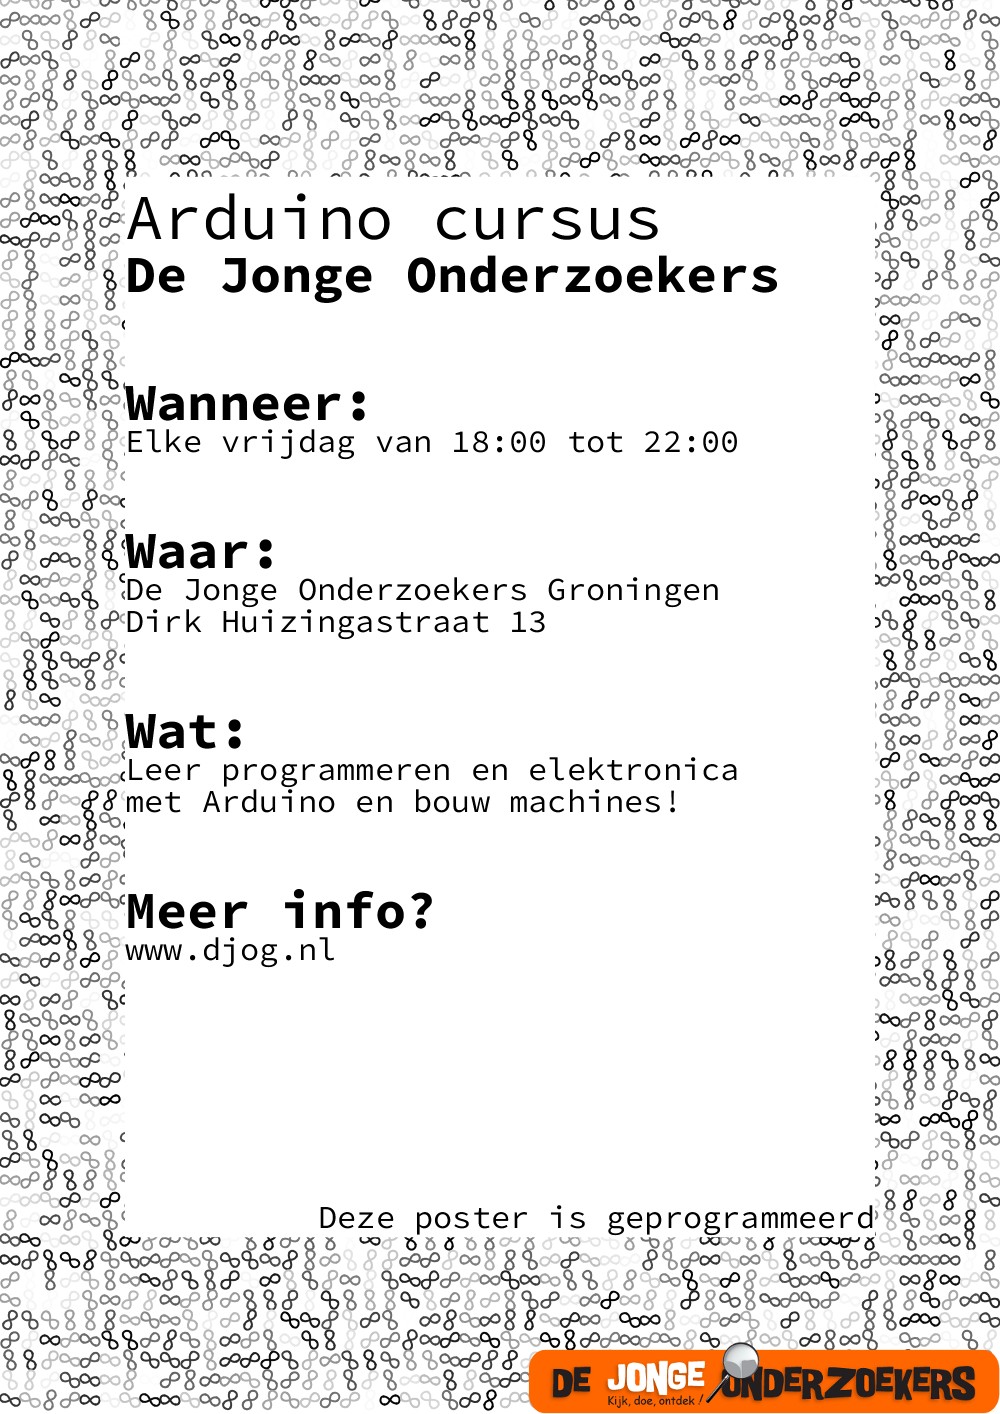 Arduino cursus
De Jonge Onderzoekers
Wanneer:
Elke vrijdag van 18:00 tot 22:00
Waar:
De Jonge Onderzoekers Groningen
Dirk Huizingastraat 13
Wat:
Leer programmeren en elektronica
met Arduino en bouw machines!
Meer info?
www.djog.nl
Deze poster is geprogrammeerd
DE JONGE ONDERZOEKERS
Kijk, doe, ontdek !